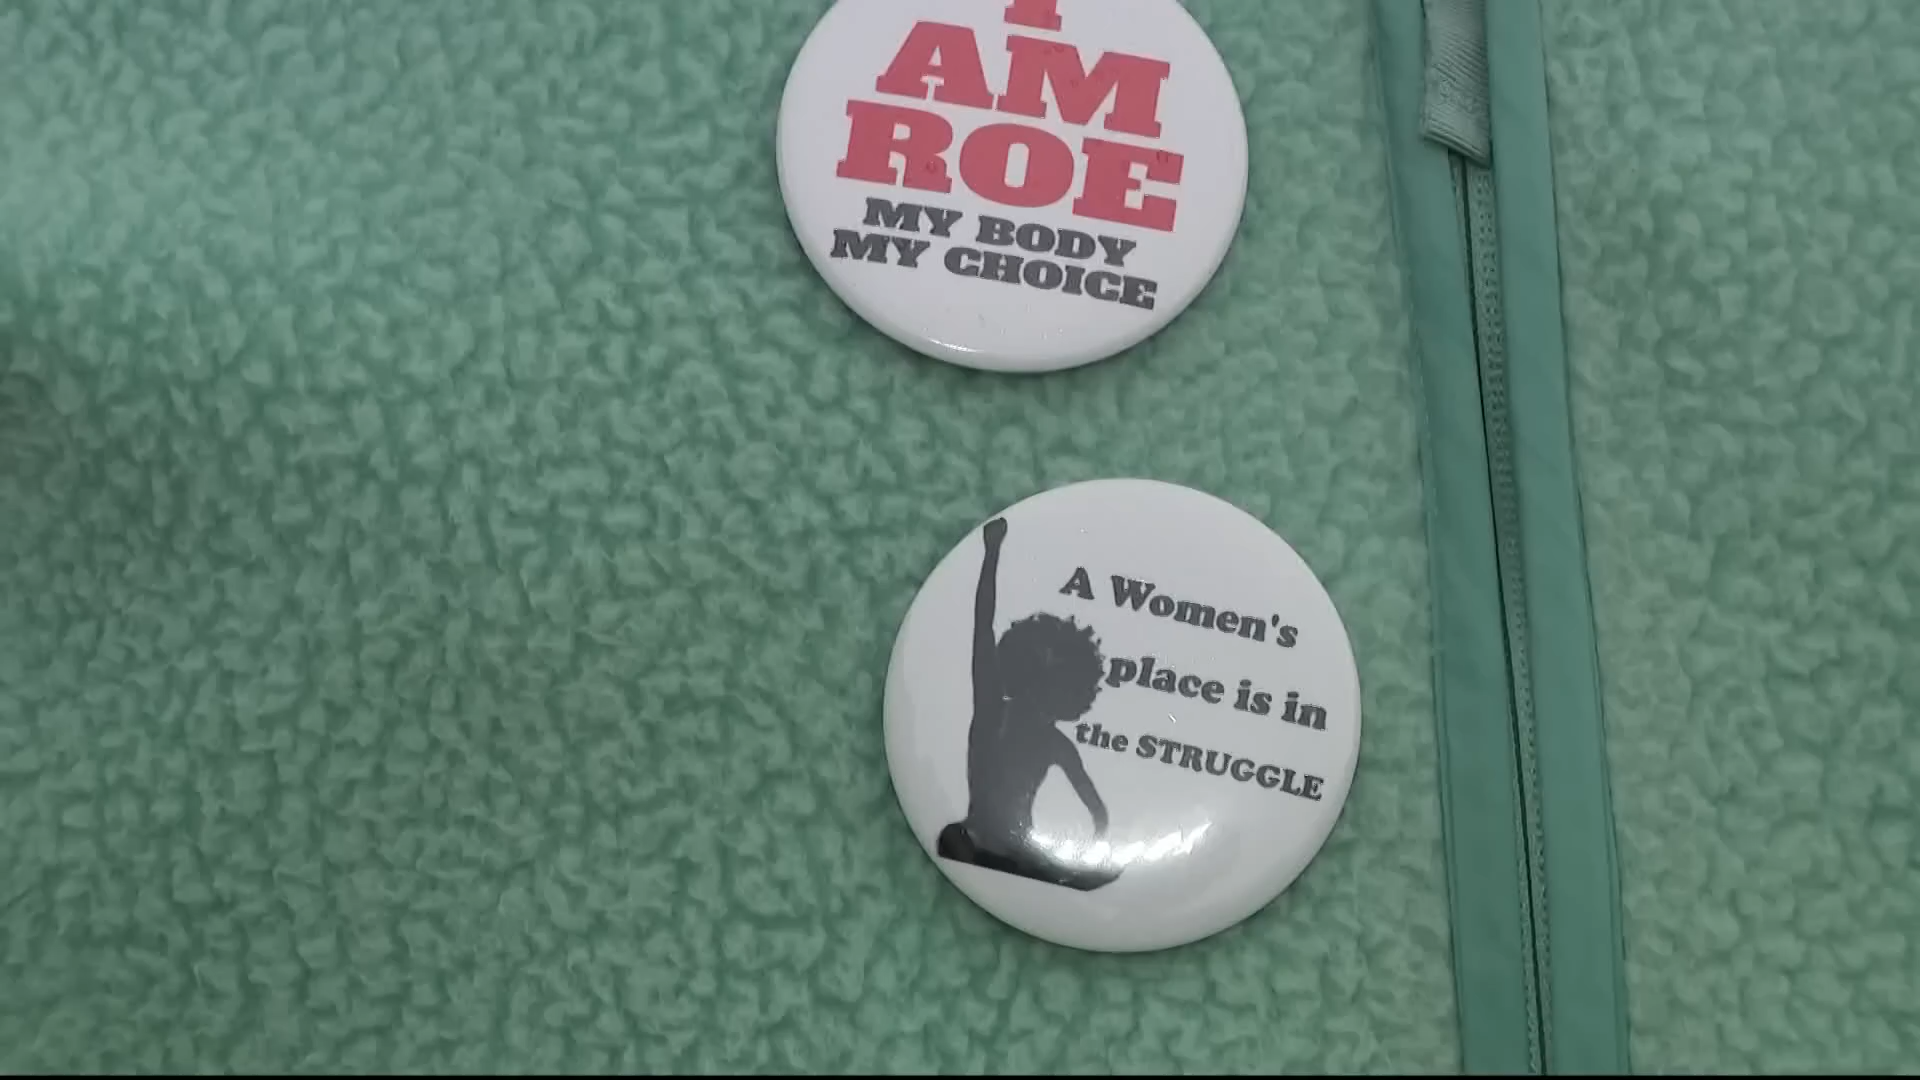 I
AM
ROE
MY BODY
MY CHOICE
A Women's
place is in
the STRUGGLE